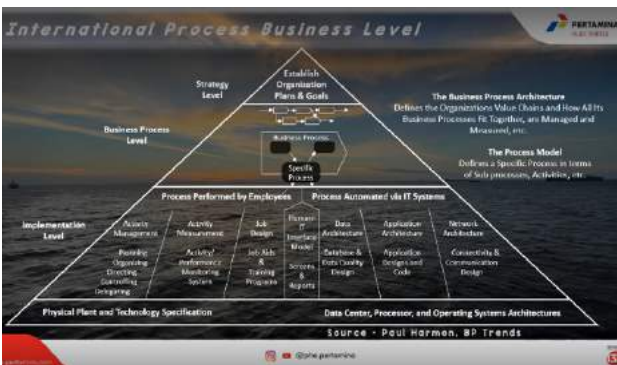 International Process Business Level
PERTAMINA
Strategy
Level
Establish
Organization
Plans & Goals
The Business Process Architecture
Defines the Organizations Value Chains and How All Its
Business Processes Fit Together, are Managed and
Measured, etc.
Business Process
Level
Business Process
Specific
Process
The Process Model
Defines a Specific Process in terms
of Sub processes, Activities, etc.
Process Performed by Employees
Process Automated via IT Systems
Implementation
Level
Activity
Management
Activity
Measurement
Job
Design
Human-
IT
Interface
Model
Data
Architecture
Application
Architecture
Network
Architecture
Planning
Organizing
Directing
Controlling
Delegating
Activity/
Performance
Monitoring
System
Job Aids
&
Training
Programs
Screens
&
Reports
Database &
Data Quality
Design
Application
Designs and
Code
Connectivity &
Communication
Design
Physical Plant and Technology Specification
Data Center, Processor, and Operating Systems Architectures
Source - Paul Harmon, BP Trends
@phe.pertamina